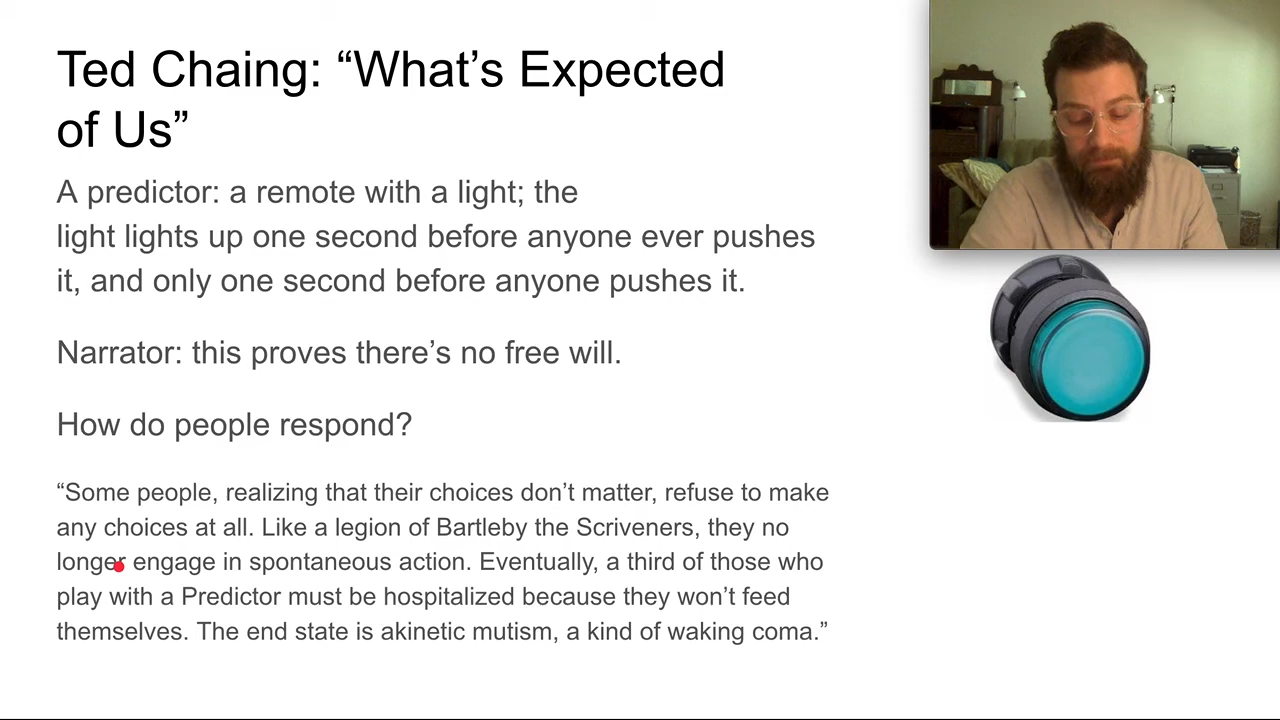 Ted Chaing: “What’s Expected
of Us”
A predictor: a remote with a light; the
light lights up one second before anyone ever pushes
it, and only one second before anyone pushes it.
Narrator: this proves there’s no free will.
How do people respond?
“Some people, realizing that their choices don’t matter, refuse to make
any choices at all. Like a legion of Bartleby the Scriveners, they no
longer engage in spontaneous action. Eventually, a third of those who
play with a Predictor must be hospitalized because they won’t feed
themselves. The end state is akinetic mutism, a kind of waking coma.”